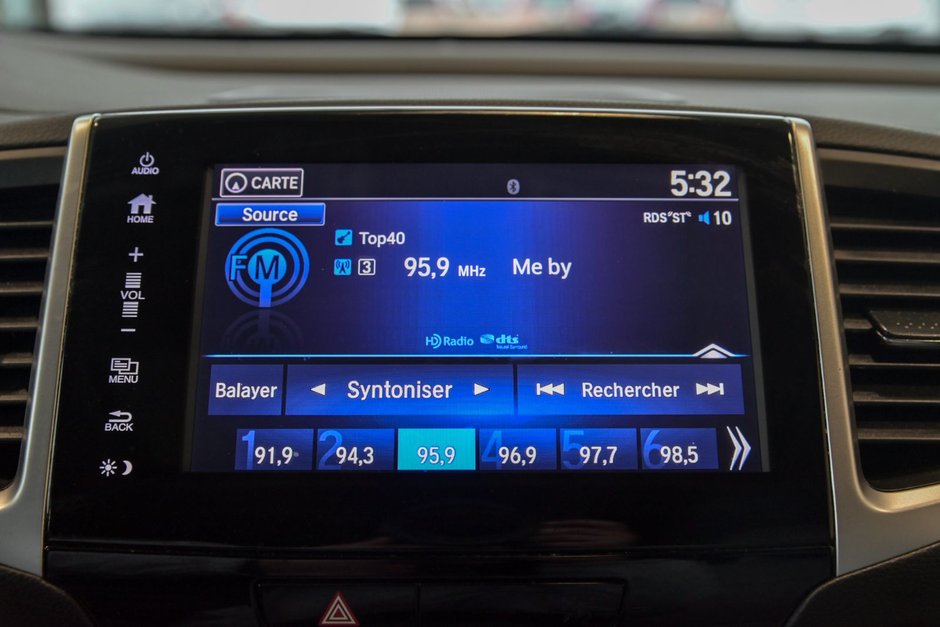 AUDIO
HOME
+
VOL
−
MENU
BACK
CARTE
5:32
Source
RDS ST 10
FM
Top40
3 95,9 MHz Me by
HD Radio dts
Neural Surround
Balayer
Syntoniser
Rechercher
1 91,9
2 94,3
95,9
4 96,9
5 97,7
6 98,5